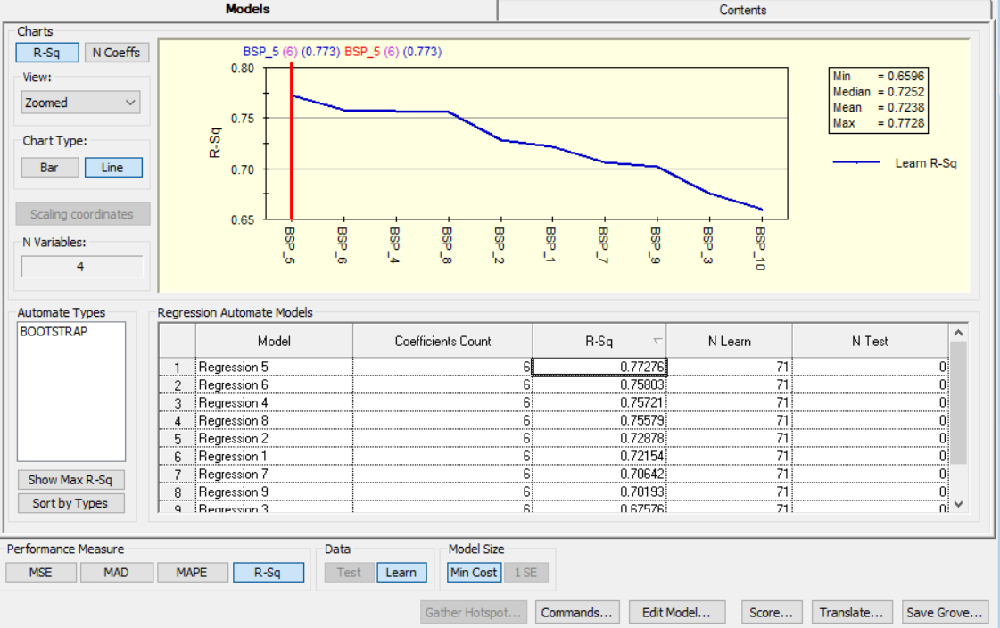 Models
Contents
Charts
R-Sq
N Coeffs
View:
Zoomed
Chart Type:
Bar
Line
Scaling coordinates
N Variables:
4
BSP_5 (6) (0.773) BSP_5 (6) (0.773)
R-Sq
0.80
0.75
0.70
0.65
BSP_5
BSP_6
BSP_4
BSP_8
BSP_2
BSP_1
BSP_7
BSP_9
BSP_3
BSP_10
Min = 0.6596
Median = 0.7252
Mean = 0.7238
Max = 0.7728
Learn R-Sq
Automate Types
BOOTSTRAP
Show Max R-Sq
Sort by Types
Regression Automate Models
Model Coefficients Count R-Sq N Learn N Test
1 Regression 5 6 0.77276 71 0
2 Regression 6 6 0.75803 71 0
3 Regression 4 6 0.75721 71 0
4 Regression 8 6 0.75579 71 0
5 Regression 2 6 0.72878 71 0
6 Regression 1 6 0.72154 71 0
7 Regression 7 6 0.70642 71 0
8 Regression 9 6 0.70193 71 0
9 Regression 3 6 0.67576 71 0
Performance Measure
MSE MAD MAPE R-Sq
Data
Test Learn
Model Size
Min Cost 1 SE
Gather Hotspot... Commands... Edit Model... Score... Translate... Save Grove...